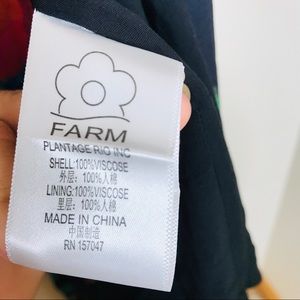 FARM
PLANTAGE RIO INC
SHELL:100%VISCOSE
外层：100%人棉
LINING:100%VISCOSE
里层：100%人棉
MADE IN CHINA
中国制造
RN 157047